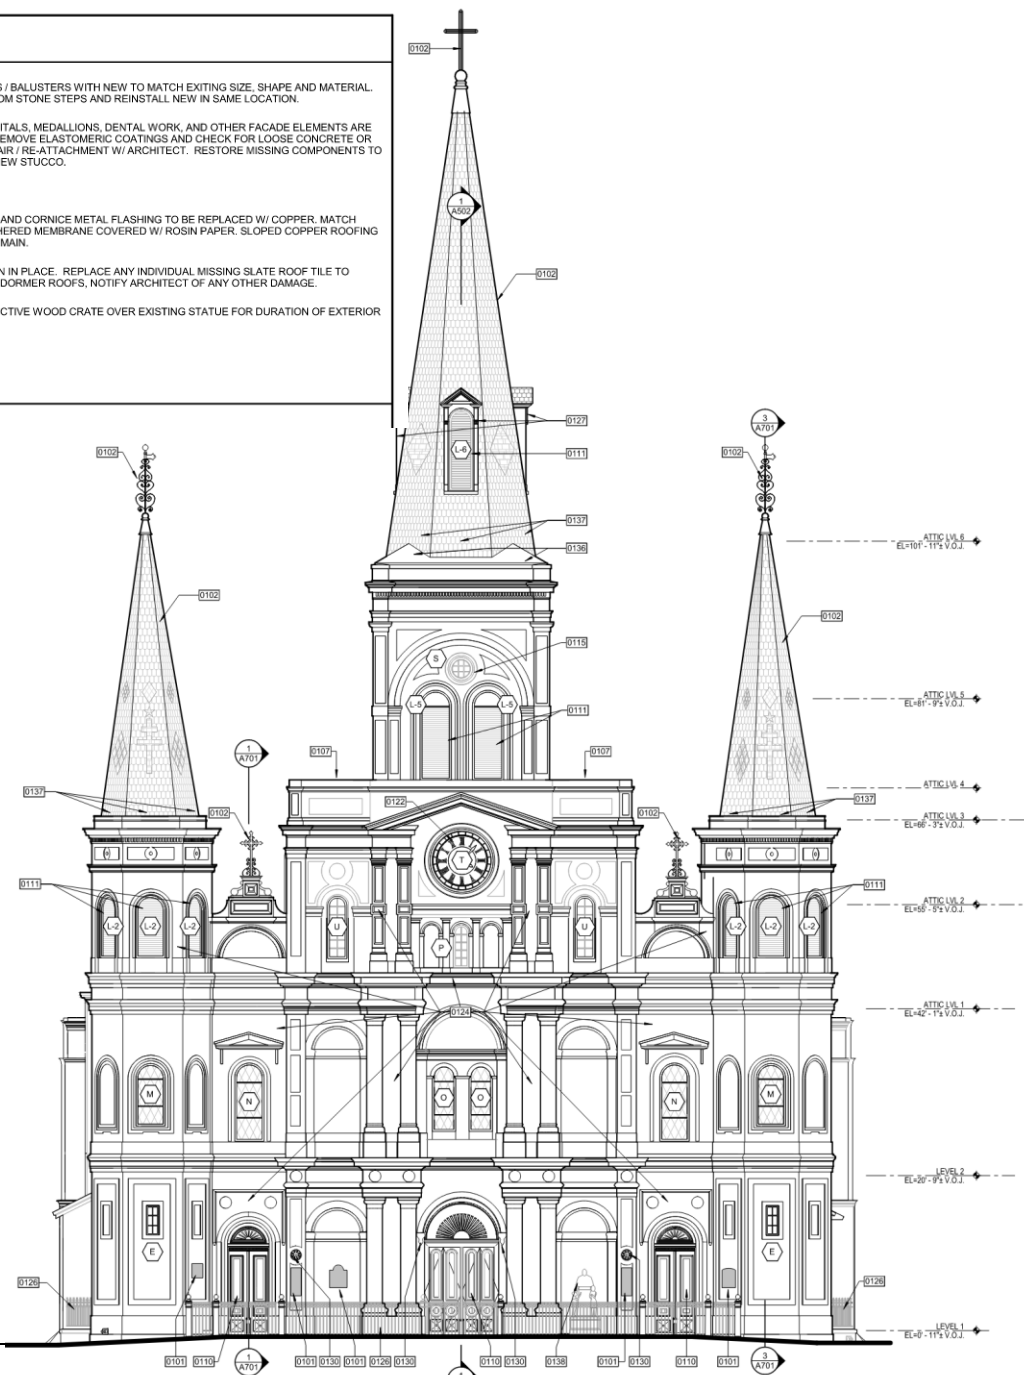 S / BALUSTERS WITH NEW TO MATCH EXITING SIZE, SHAPE AND MATERIAL.
OM STONE STEPS AND REINSTALL NEW IN SAME LOCATION.
ITALS, MEDALLIONS, DENTAL WORK, AND OTHER FACADE ELEMENTS ARE
EMOVE ELASTOMERIC COATINGS AND CHECK FOR LOOSE CONCRETE OR
AIR / RE-ATTACHMENT W/ ARCHITECT. RESTORE MISSING COMPONENTS TO
EW STUCCO.
AND CORNICE METAL FLASHING TO BE REPLACED W/ COPPER. MATCH
HERED MEMBRANE COVERED W/ ROSIN PAPER. SLOPED COPPER ROOFING
MAIN.
N IN PLACE. REPLACE ANY INDIVIDUAL MISSING SLATE ROOF TILE TO
DORMER ROOFS, NOTIFY ARCHITECT OF ANY OTHER DAMAGE.
CTIVE WOOD CRATE OVER EXISTING STATUE FOR DURATION OF EXTERIOR
0102
1
A502
0102
0127
L-6
0111
3
A701
0102
0102
0137
0136
ATTIC LVL 6
EL=101' - 11"± V.O.J.
0102
0102
0115
S
L-5
L-5
0111
ATTIC LVL 5
EL=81' - 9"± V.O.J.
1
A701
0107
0107
ATTIC LVL 4
0137
0122
0137
0102
0102
ATTIC LVL 3
EL=66' - 3"± V.O.J.
T
0111
0111
ATTIC LVL 2
EL=55' - 5"± V.O.J.
L-2
L-2
L-2
U
U
L-2
L-2
L-2
P
0124
ATTIC LVL 1
EL=42' - 1"± V.O.J.
M
N
O
O
N
M
LEVEL 2
EL=20' - 9"± V.O.J.
E
E
0126
0126
LEVEL 1
EL=0' - 11"± V.O.J.
0101
0110
1
A701
0101
0130
0101
0126
0130
0110
0130
0138
0101
0130
0110
0101
3
A701